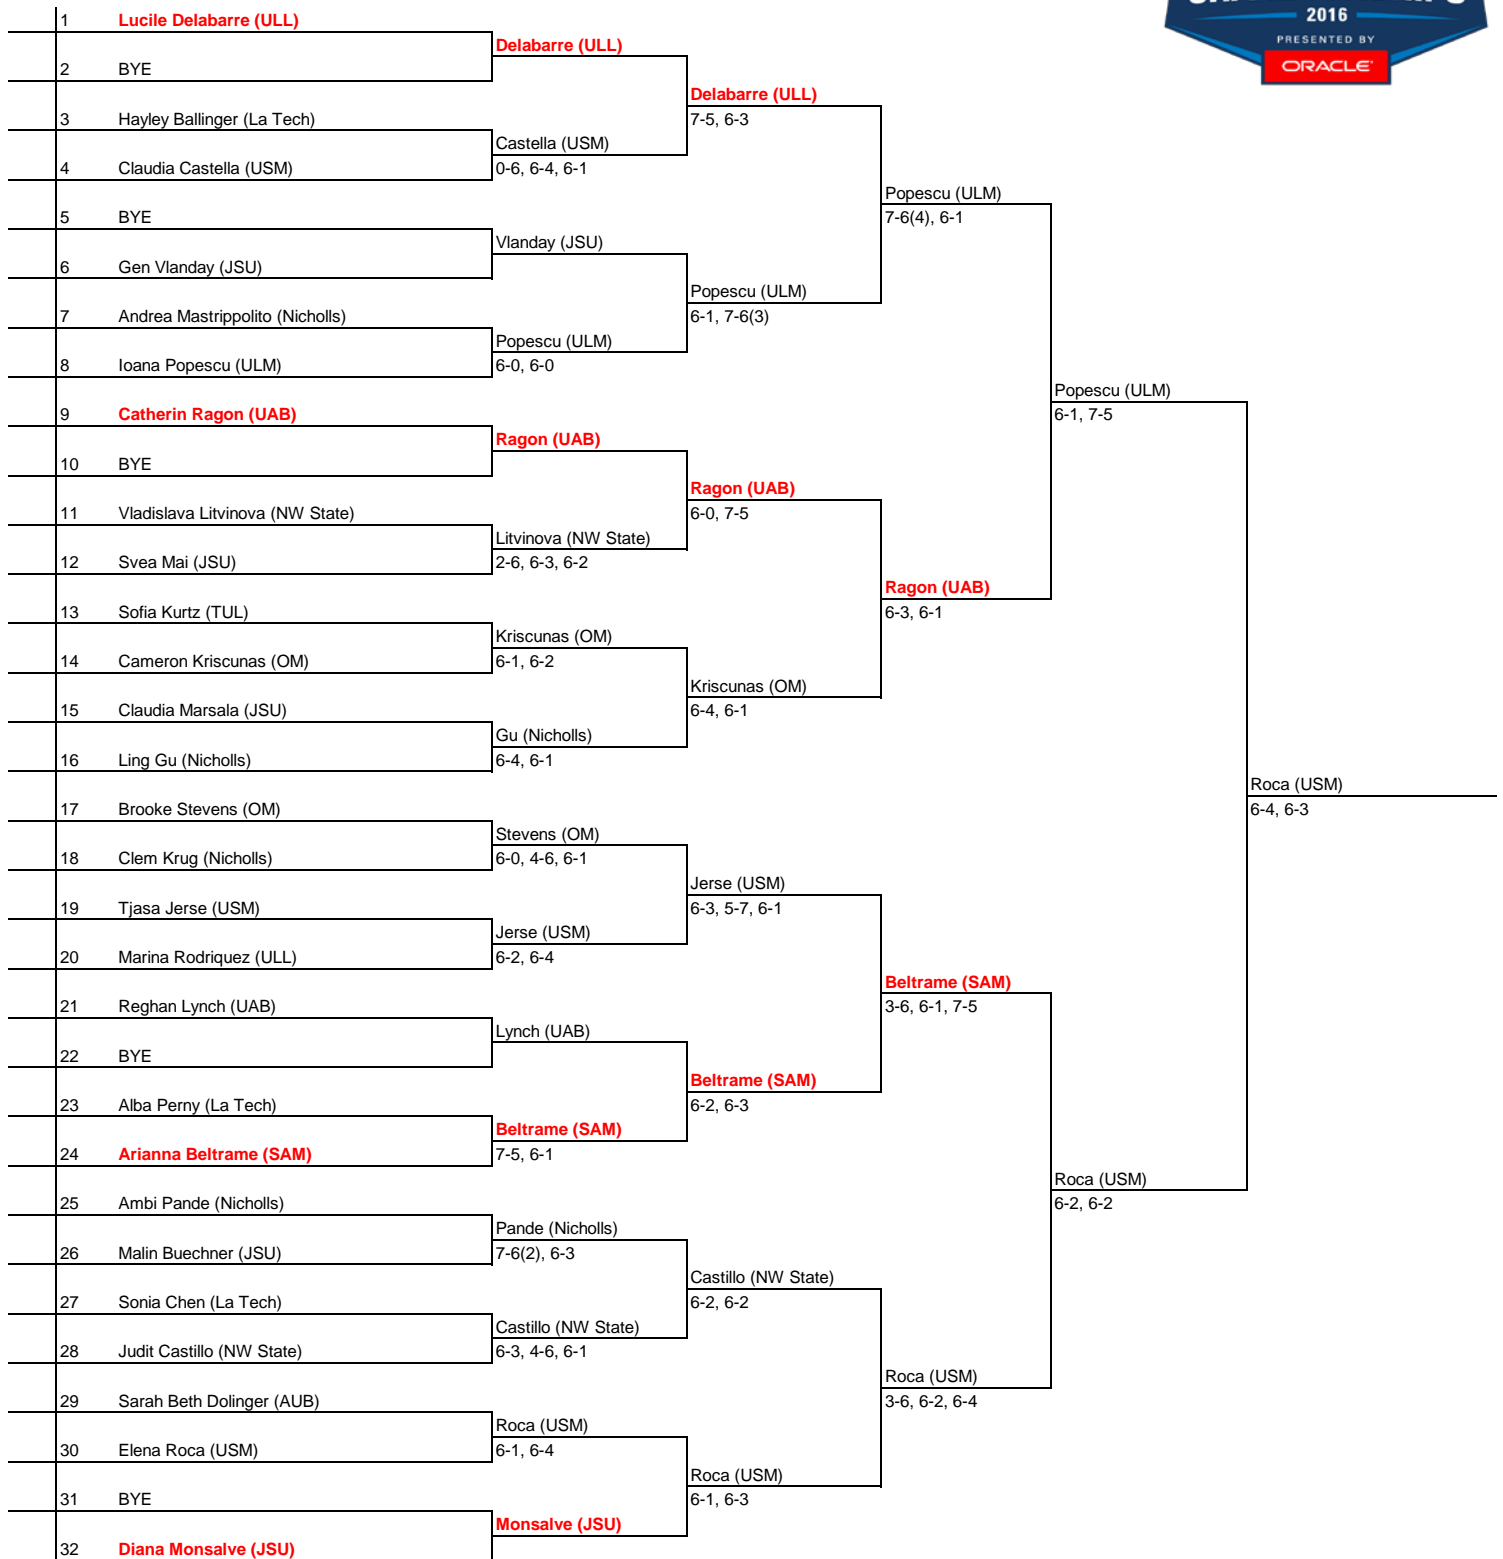 2016
PRESENTED BY
ORACLE
1 Lucile Delabarre (ULL)
Delabarre (ULL)
2 BYE
Delabarre (ULL)
3 Hayley Ballinger (La Tech)
7-5, 6-3
Castella (USM)
4 Claudia Castella (USM)
0-6, 6-4, 6-1
Popescu (ULM)
5 BYE
7-6(4), 6-1
Vlanday (JSU)
6 Gen Vlanday (JSU)
Popescu (ULM)
7 Andrea Mastrippolito (Nicholls)
6-1, 7-6(3)
Popescu (ULM)
8 Ioana Popescu (ULM)
6-0, 6-0
Popescu (ULM)
9 Catherin Ragon (UAB)
6-1, 7-5
Ragon (UAB)
10 BYE
Ragon (UAB)
11 Vladislava Litvinova (NW State)
6-0, 7-5
Litvinova (NW State)
12 Svea Mai (JSU)
2-6, 6-3, 6-2
Ragon (UAB)
13 Sofia Kurtz (TUL)
6-3, 6-1
Kriscunas (OM)
14 Cameron Kriscunas (OM)
6-1, 6-2
Kriscunas (OM)
15 Claudia Marsala (JSU)
6-4, 6-1
Gu (Nicholls)
16 Ling Gu (Nicholls)
6-4, 6-1
Roca (USM)
17 Brooke Stevens (OM)
6-4, 6-3
Stevens (OM)
18 Clem Krug (Nicholls)
6-0, 4-6, 6-1
Jerse (USM)
19 Tjasa Jerse (USM)
6-3, 5-7, 6-1
Jerse (USM)
20 Marina Rodriquez (ULL)
6-2, 6-4
Beltrame (SAM)
21 Reghan Lynch (UAB)
3-6, 6-1, 7-5
Lynch (UAB)
22 BYE
Beltrame (SAM)
23 Alba Perny (La Tech)
6-2, 6-3
Beltrame (SAM)
24 Arianna Beltrame (SAM)
7-5, 6-1
Roca (USM)
25 Ambi Pande (Nicholls)
6-2, 6-2
Pande (Nicholls)
26 Malin Buechner (JSU)
7-6(2), 6-3
Castillo (NW State)
27 Sonia Chen (La Tech)
6-2, 6-2
Castillo (NW State)
28 Judit Castillo (NW State)
6-3, 4-6, 6-1
Roca (USM)
29 Sarah Beth Dolinger (AUB)
3-6, 6-2, 6-4
Roca (USM)
30 Elena Roca (USM)
6-1, 6-4
Roca (USM)
31 BYE
6-1, 6-3
Monsalve (JSU)
32 Diana Monsalve (JSU)